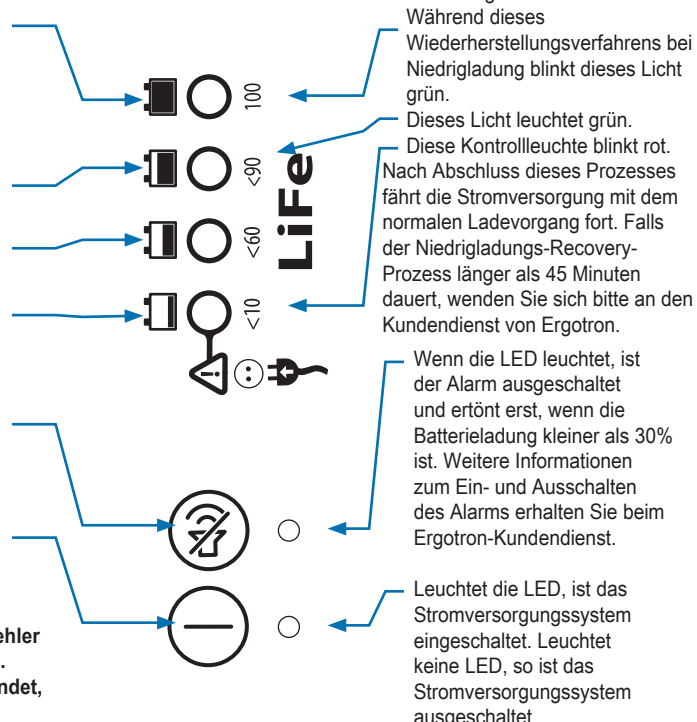 Während dieses
Wiederherstellungsverfahrens bei
Niedrigladung blinkt dieses Licht
grün.
Dieses Licht leuchtet grün.
Diese Kontrollleuchte blinkt rot.
Nach Abschluss dieses Prozesses
fährt die Stromversorgung mit dem
normalen Ladevorgang fort. Falls
der Niedrigladungs-Recovery-
Prozess länger als 45 Minuten
dauert, wenden Sie sich bitte an den
Kundendienst von Ergotron.
100
<90
<60
<10
LiFe
Wenn die LED leuchtet, ist
der Alarm ausgeschaltet
und ertönt erst, wenn die
Batterieladung kleiner als 30%
ist. Weitere Informationen
zum Ein- und Ausschalten
des Alarms erhalten Sie beim
Ergotron-Kundendienst.
Leuchtet die LED, ist das
Stromversorgungssystem
eingeschaltet. Leuchtet
keine LED, so ist das
Stromversorgungssystem
ausgeschaltet
ehler
.
ndet,